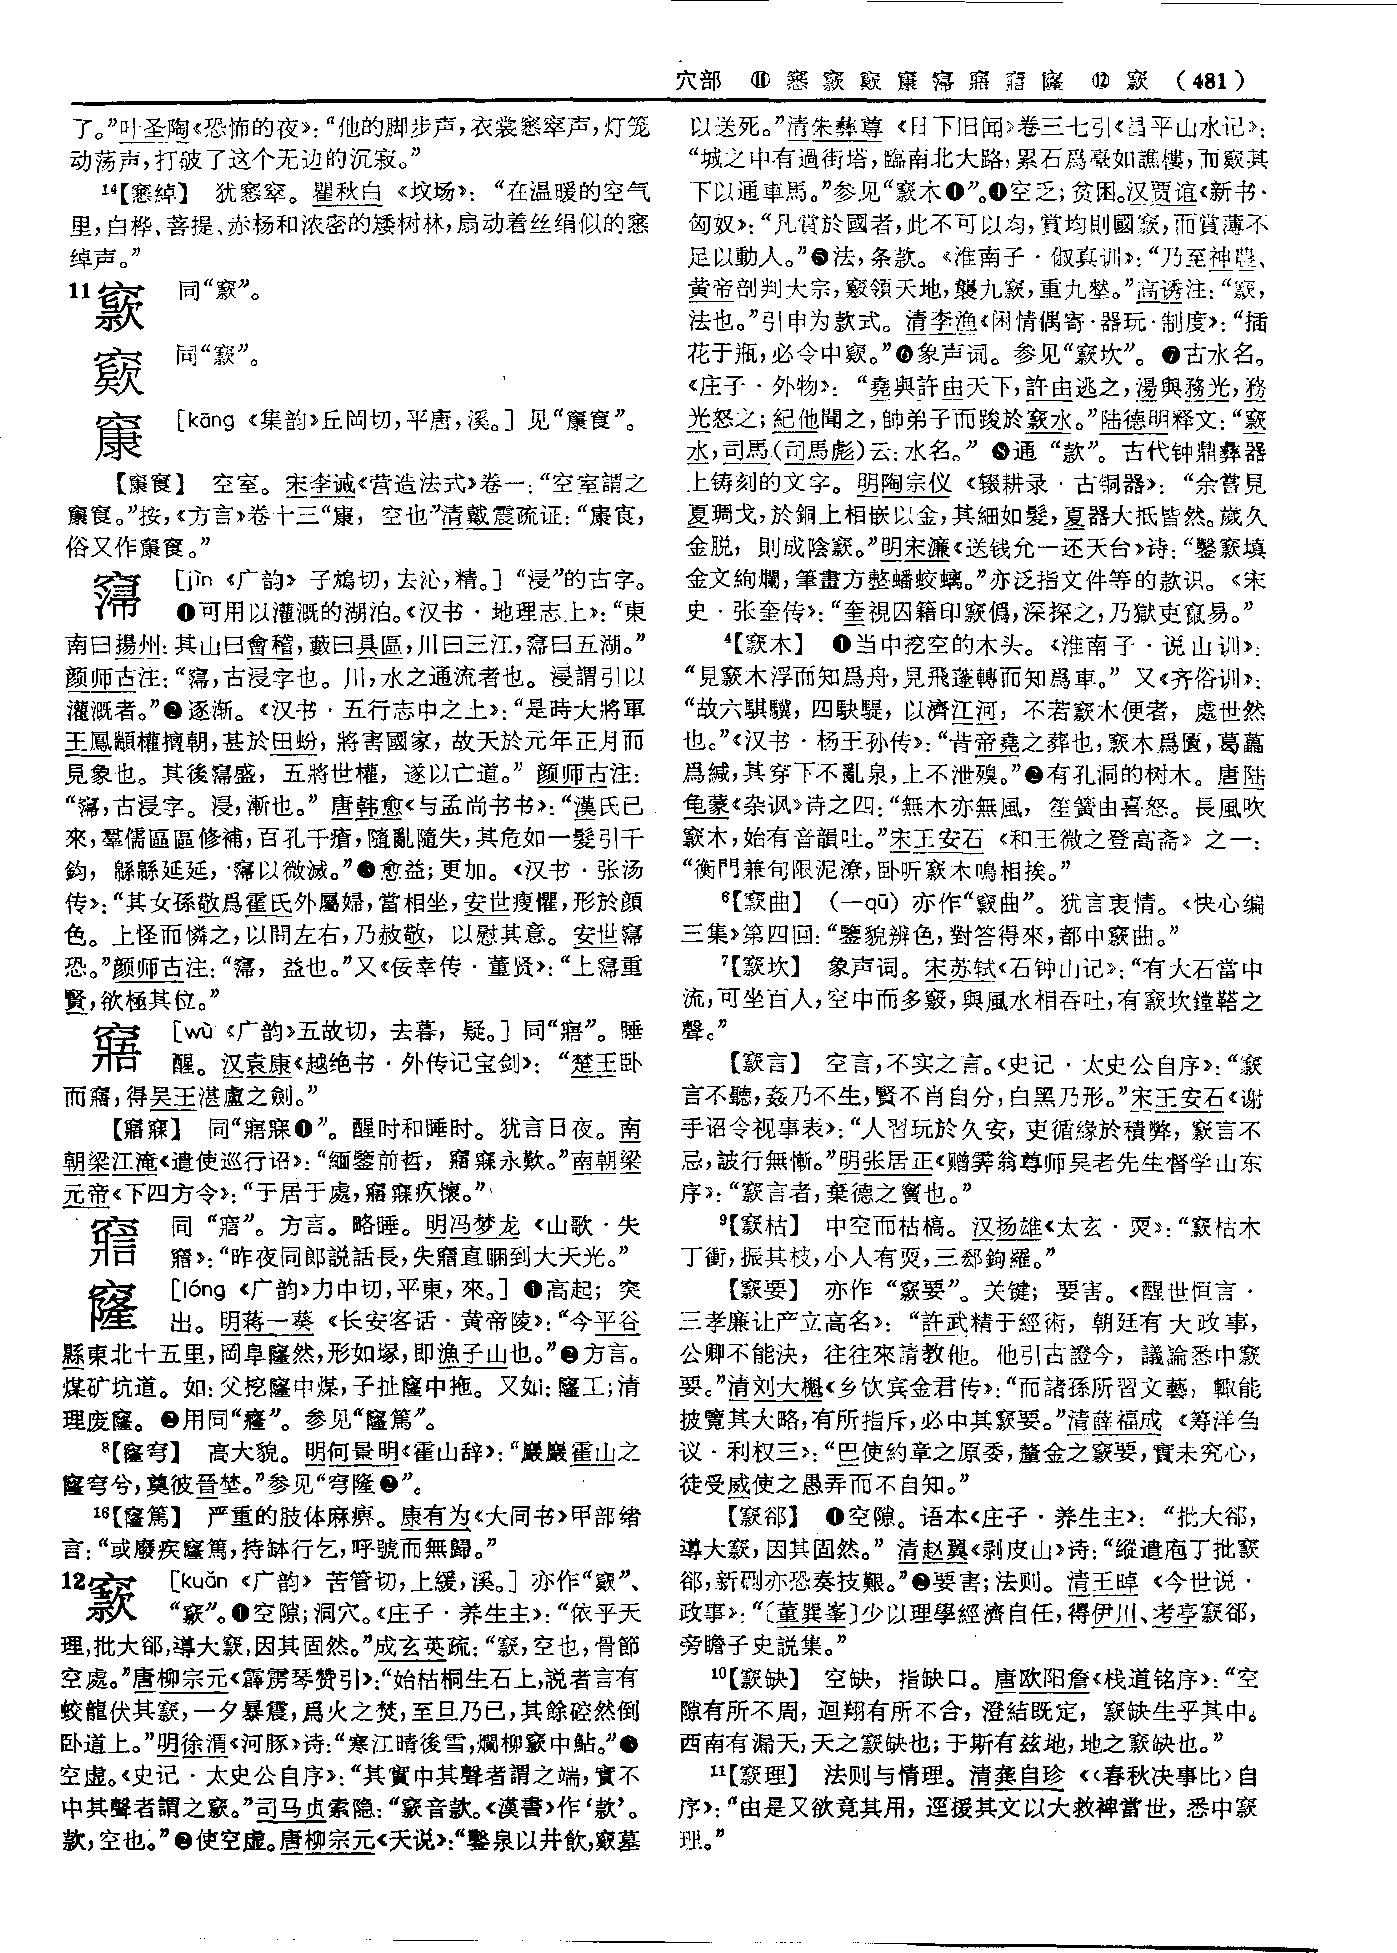 穴部 ⑪ 窸 窽 窾 穅 寖 寤 𥧌 窿 ⑫ 窾 (481)
了。”叶圣陶《恐怖的夜》：“他的脚步声，衣裳窸窣声，灯笼
动荡声，打破了这个无边的沉寂。”
14【窸綽】 犹窸窣。瞿秋白《坟场》：“在温暖的空气
里，白桦、菩提、赤杨和浓密的矮树林，扇动着丝绢似的窸
绰声。”
11 窽 同“窾”。
同“窾”。
[kāng《集韵》丘岡切，平唐，溪。] 见“𥧶㝗”。
空室。宋李诫《营造法式》卷一：“空室謂之
𥧶㝗。”按，《方言》卷十三“㝩，空也”清戴震疏证：“㝩㝗，
俗又作𥧶㝗。”
[jìn《广韵》子鴆切，去沁，精。]“浸”的古字。
❶可用以灌溉的湖泊。《汉书·地理志上》：“東
南曰揚州：其山曰會稽，藪曰具區，川曰三江，寖曰五湖。”
颜师古注：“寖，古浸字也。川，水之通流者也。浸謂引以
灌溉者。”❷逐渐。《汉书·五行志中之上》：“是時大將軍
王鳳顓權擅朝，甚於田蚡，將害國家，故天於元年正月而
見象也。其後寖盛，五將世權，遂以亡道。”颜师古注：
“寖，古浸字。浸，漸也。”唐韩愈《与孟尚书书》：“漢氏已
來，羣儒區區修補，百孔千瘡，隨亂隨失，其危如一髮引千
鈞，緜緜延延，寖以微滅。”❸愈益；更加。《汉书·张汤
传》：“其女孫敬爲霍氏外屬婦，當相坐，安世瘦懼，形於顔
色。上怪而憐之，以問左右，乃赦敬，以慰其意。安世寖
恐。”颜师古注：“寖，益也。”又《佞幸传·董贤》：“上寖重
賢，欲極其位。”
[wù《广韵》五故切，去暮，疑。] 同“寤”。睡
醒。汉袁康《越绝书·外传记宝剑》：“楚王卧
而寤，得吴王湛盧之劍。”
【寤寐】 同“寤寐❶”。醒时和睡时。犹言日夜。南
朝梁江淹《遣使巡行诏》：“緬鑒前哲，寤寐永歎。”南朝梁
元帝《下四方令》：“于居于處，寤寐疚懷。”
同“𥧌”。方言。略睡。明冯梦龙《山歌·失
𥧌》：“昨夜同郎説話長，失𥧌直睏到大天光。”
窿 [lóng《广韵》力中切，平東，來。] ❶高起；突
出。明蒋一葵《长安客话·黄帝陵》：“今平谷
縣東北十五里，岡阜窿然，形如塚，即漁子山也。”❷方言。
煤矿坑道。如：父挖窿中煤，子扯窿中拖。又如：窿工；清
理废窿。❷用同“癃”。参见“窿篤”。
8【窿穹】 高大貌。明何景明《霍山辞》：“巖巖霍山之
窿穹兮，奠彼晉埜。”参见“穹隆❷”。
16【窿篤】 严重的肢体麻痹。康有为《大同书》甲部绪
言：“或廢疾窿篤，持缽行乞，呼號而無歸。”
12 窾 [kuǎn《广韵》苦管切，上緩，溪。] 亦作“窽”、
“窾”。❶空隙；洞穴。《庄子·养生主》：“依乎天
理，批大郤，導大窾，因其固然。”成玄英疏：“窾，空也，骨節
空處。”唐柳宗元《霹雳琴赞引》：“始枯桐生石上，説者言有
蛟龍伏其窾，一夕暴震，爲火之焚，至旦乃已，其餘硿然倒
卧道上。”明徐渭《河豚》诗：“寒江晴後雪，爛柳窾中鮎。”❷
空虚。《史记·太史公自序》：“其實中其聲者謂之端，實不
中其聲者謂之窾。”司马贞索隐：“窾音款。《漢書》作‘款’。
款，空也。”❷使空虚。唐柳宗元《天说》：“鑿泉以井飲，窾墓
以送死。”清朱彝尊《日下旧闻》卷三七引《昌平山水记》：
“城之中有過街塔，臨南北大路，累石爲臺如譙樓，而窾其
下以通車馬。”参见“窾木❶”。❹空乏；贫困。汉贾谊《新书·
匈奴》：“凡賞於國者，此不可以均，賞均則國窾，而賞薄不
足以動人。”❺法，条款。《淮南子·俶真训》：“乃至神農、
黄帝剖判大宗，竅領天地，襲九窾，重九㙬。”高诱注：“窾，
法也。”引申为款式。清李渔《闲情偶寄·器玩·制度》：“插
花于瓶，必令中窾。”❻象声词。参见“窾坎”。❼古水名。
《庄子·外物》：“堯與許由天下，許由逃之，湯與務光，務
光怒之；紀他聞之，帥弟子而踆於窾水。”陆德明释文：“窾
水，司馬（司馬彪）云：水名。”❽通“款”。古代钟鼎彝器
上铸刻的文字。明陶宗仪《辍耕录·古铜器》：“余嘗見
夏琱戈，於銅上相嵌以金，其細如髮，夏器大抵皆然。歲久
金脱，則成陰窾。”明宋濂《送钱允一还天台》诗：“鑿窾填
金文絢爛，筆畫方整蟠蛟螭。”亦泛指文件等的款识。《宋
史·张奎传》：“奎視囚籍印窾僞，深探之，乃獄吏竄易。”
4【窾木】 ❶当中挖空的木头。《淮南子·说山训》：
“見窾木浮而知爲舟，見飛蓬轉而知爲車。”又《齐俗训》：
“故六騏驥，四駃騠，以濟江河，不若窾木便者，處世然
也。”《汉书·杨王孙传》：“昔帝堯之葬也，窾木爲匵，葛藟
爲緘，其穿下不亂泉，上不泄殠。”❷有孔洞的树木。唐陆
龟蒙《杂讽》诗之四：“無木亦無風，笙簧由喜怒。長風吹
窾木，始有音韻吐。”宋王安石《和王微之登高斋》之一：
“衡門兼旬限泥潦，卧听窾木鳴相挨。”
6【窾曲】 （—qū）亦作“窽曲”。犹言衷情。《快心编
三集》第四回：“鑒貌辨色，對答得來，都中窾曲。”
7【窾坎】 象声词。宋苏轼《石钟山记》：“有大石當中
流，可坐百人，空中而多竅，與風水相吞吐，有窾坎鏜鞳之
聲。”
【窾言】 空言，不实之言。《史记·太史公自序》：“窾
言不聽，姦乃不生，賢不肖自分，白黑乃形。”宋王安石《谢
手诏令视事表》：“人習玩於久安，吏循緣於積弊，窾言不
忌，詖行無慚。”明张居正《赠霁翁尊师吴老先生督学山东
序》：“窾言者，棄德之竇也。”
9【窾枯】 中空而枯槁。汉扬雄《太玄·耎》：“窾枯木
丁衝，振其枝，小人有耎，三郤鉤羅。”
【窾要】 亦作“窽要”。关键；要害。《醒世恒言·
三孝廉让产立高名》：“許武精于經術，朝廷有大政事，
公卿不能決，往往來請教他。他引古證今，議論悉中窾
要。”清刘大櫆《乡饮宾金君传》：“而諸孫所習文藝，輒能
披覽其大略，有所指斥，必中其窾要。”清薛福成《筹洋刍
议·利权三》：“巴使約章之原委，釐金之窾要，實未究心，
徒受威使之愚弄而不自知。”
【窾郤】 ❶空隙。语本《庄子·养生主》：“批大郤，
導大窾，因其固然。”清赵翼《剥皮山》诗：“縱遣庖丁批窾
郤，新硎亦恐奏技艱。”❷要害；法则。清王晫《今世说·
政事》：“〔董巽峯〕少以理學經濟自任，得伊川、考亭窾郤，
旁瞻子史説集。”
10【窾缺】 空缺，指缺口。唐欧阳詹《栈道铭序》：“空
隙有所不周，迴翔有所不合，澄結既定，窾缺生乎其中。
西南有漏天，天之窾缺也；于斯有兹地，地之窾缺也。”
11【窾理】 法则与情理。清龚自珍《〈春秋决事比〉自
序》：“由是又欲竟其用，逕援其文以大救裨當世，悉中窾
理。”